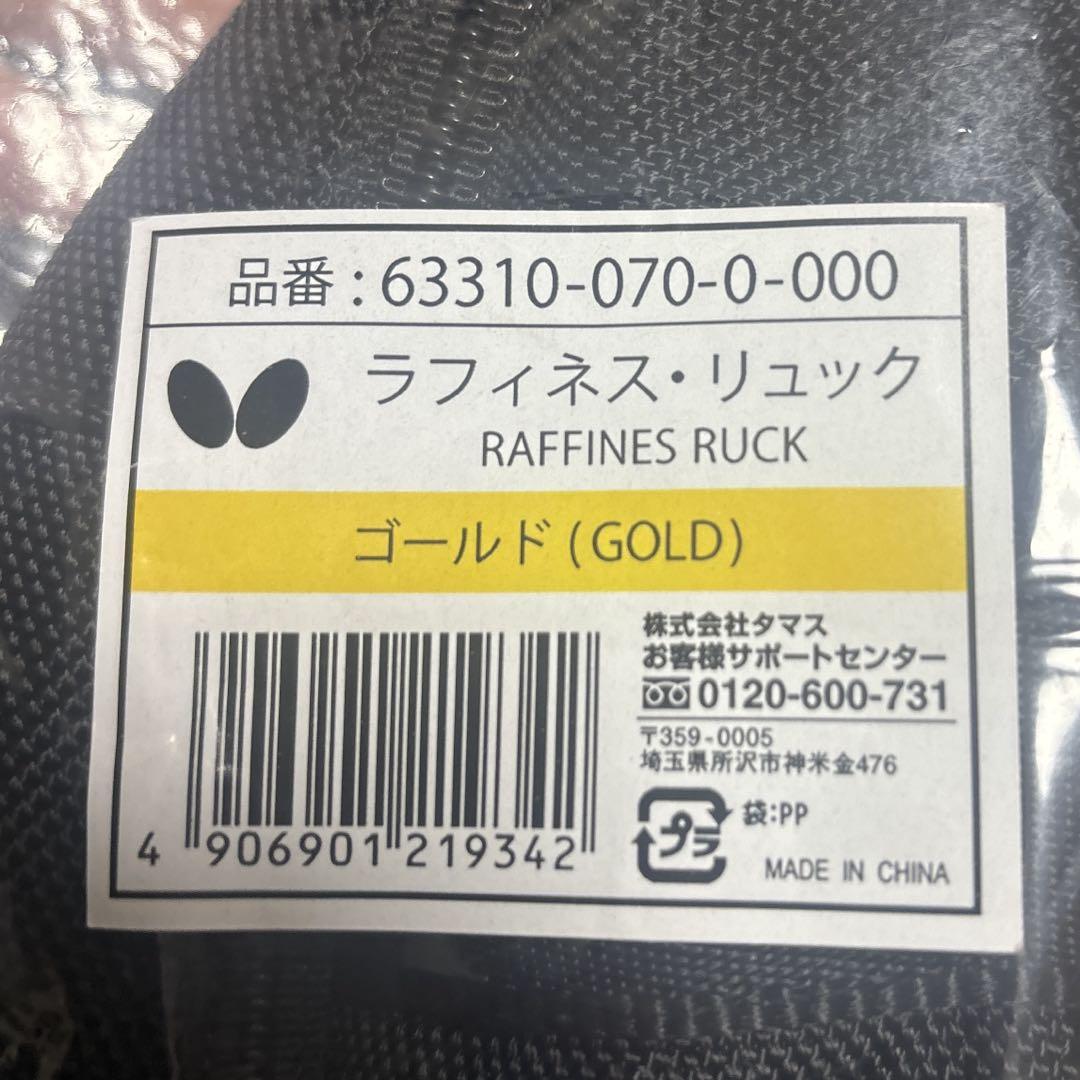 品番 : 63310-070-0-000
ラフィネス・リュック
RAFFINES RUCK
ゴールド (GOLD)
株式会社タマス
お客様サポートセンター
0120-600-731
〒359-0005
埼玉県所沢市神米金476
プラ 袋:PP
MADE IN CHINA
4 906901 219342